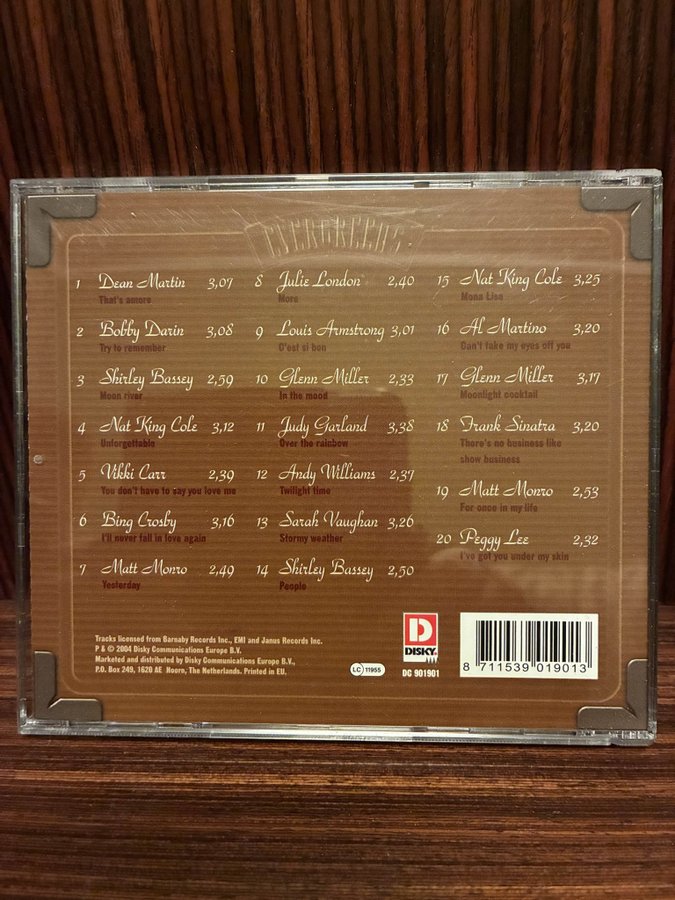 EVERGREENS
1 Dean Martin 3,07
That's amore
2 Bobby Darin 3,08
Try to remember
3 Shirley Bassey 2,59
Moon river
4 Nat King Cole 3,12
Unforgettable
5 Vikki Carr 2,39
You don't have to say you love me
6 Bing Crosby 3,16
I'll never fall in love again
7 Matt Monro 2,49
Yesterday
8 Julie London 2,40
More
9 Louis Armstrong 3,01
C'est si bon
10 Glenn Miller 2,33
In the mood
11 Judy Garland 3,38
Over the rainbow
12 Andy Williams 2,37
Twilight time
13 Sarah Vaughan 3,26
Stormy weather
14 Shirley Bassey 2,50
People
15 Nat King Cole 3,25
Mona Lisa
16 Al Martino 3,20
Can't take my eyes off you
17 Glenn Miller 3,17
Moonlight cocktail
18 Frank Sinatra 3,20
There's no business like
show business
19 Matt Monro 2,53
For once in my life
20 Peggy Lee 2,32
I've got you under my skin
Tracks licensed from Barnaby Records Inc., EMI and Janus Records Inc.
P & © 2004 Disky Communications Europe B.V.
Marketed and distributed by Disky Communications Europe B.V.,
P.O. Box 249, 1620 AE Hoorn, The Netherlands. Printed in EU.
LC 11955
D
DISKY
DC 901901
8 711539 019013